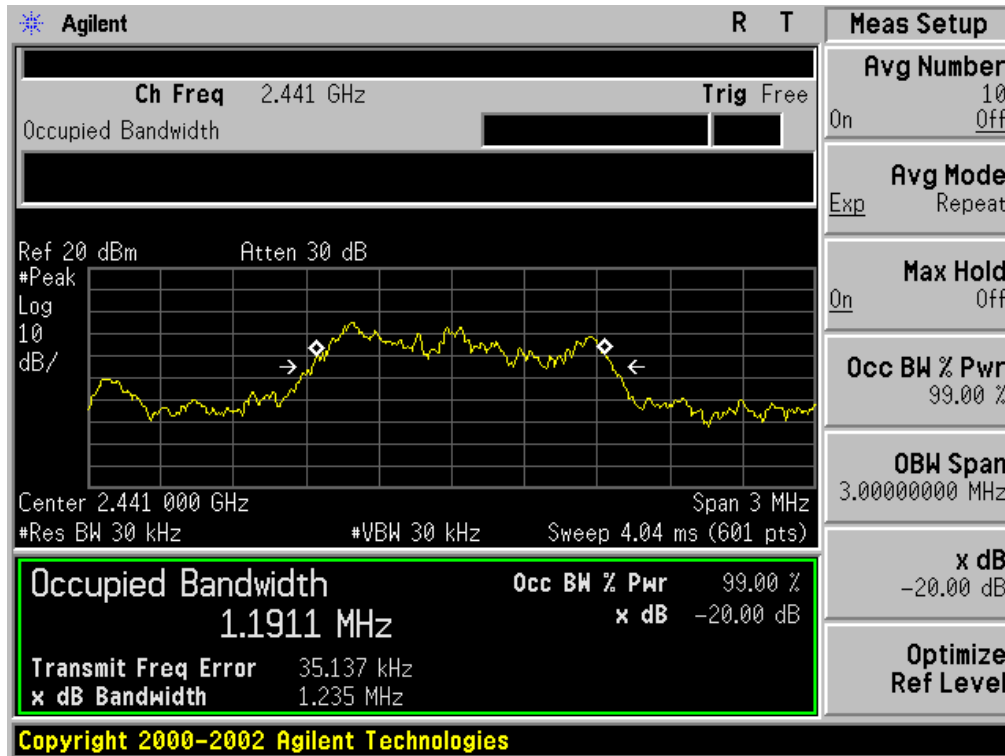 Agilent R T
Ch Freq 2.441 GHz Trig Free
Occupied Bandwidth
Ref 20 dBm Atten 30 dB
#Peak
Log
10
dB/
Center 2.441 000 GHz Span 3 MHz
#Res BW 30 kHz #VBW 30 kHz Sweep 4.04 ms (601 pts)
Occupied Bandwidth Occ BW % Pwr 99.00 %
1.1911 MHz x dB -20.00 dB
Transmit Freq Error 35.137 kHz
x dB Bandwidth 1.235 MHz
Copyright 2000-2002 Agilent Technologies
Meas Setup
Avg Number
10
On Off
Avg Mode
Exp Repeat
Max Hold
On Off
Occ BW % Pwr
99.00 %
OBW Span
3.00000000 MHz
x dB
-20.00 dB
Optimize
Ref Level